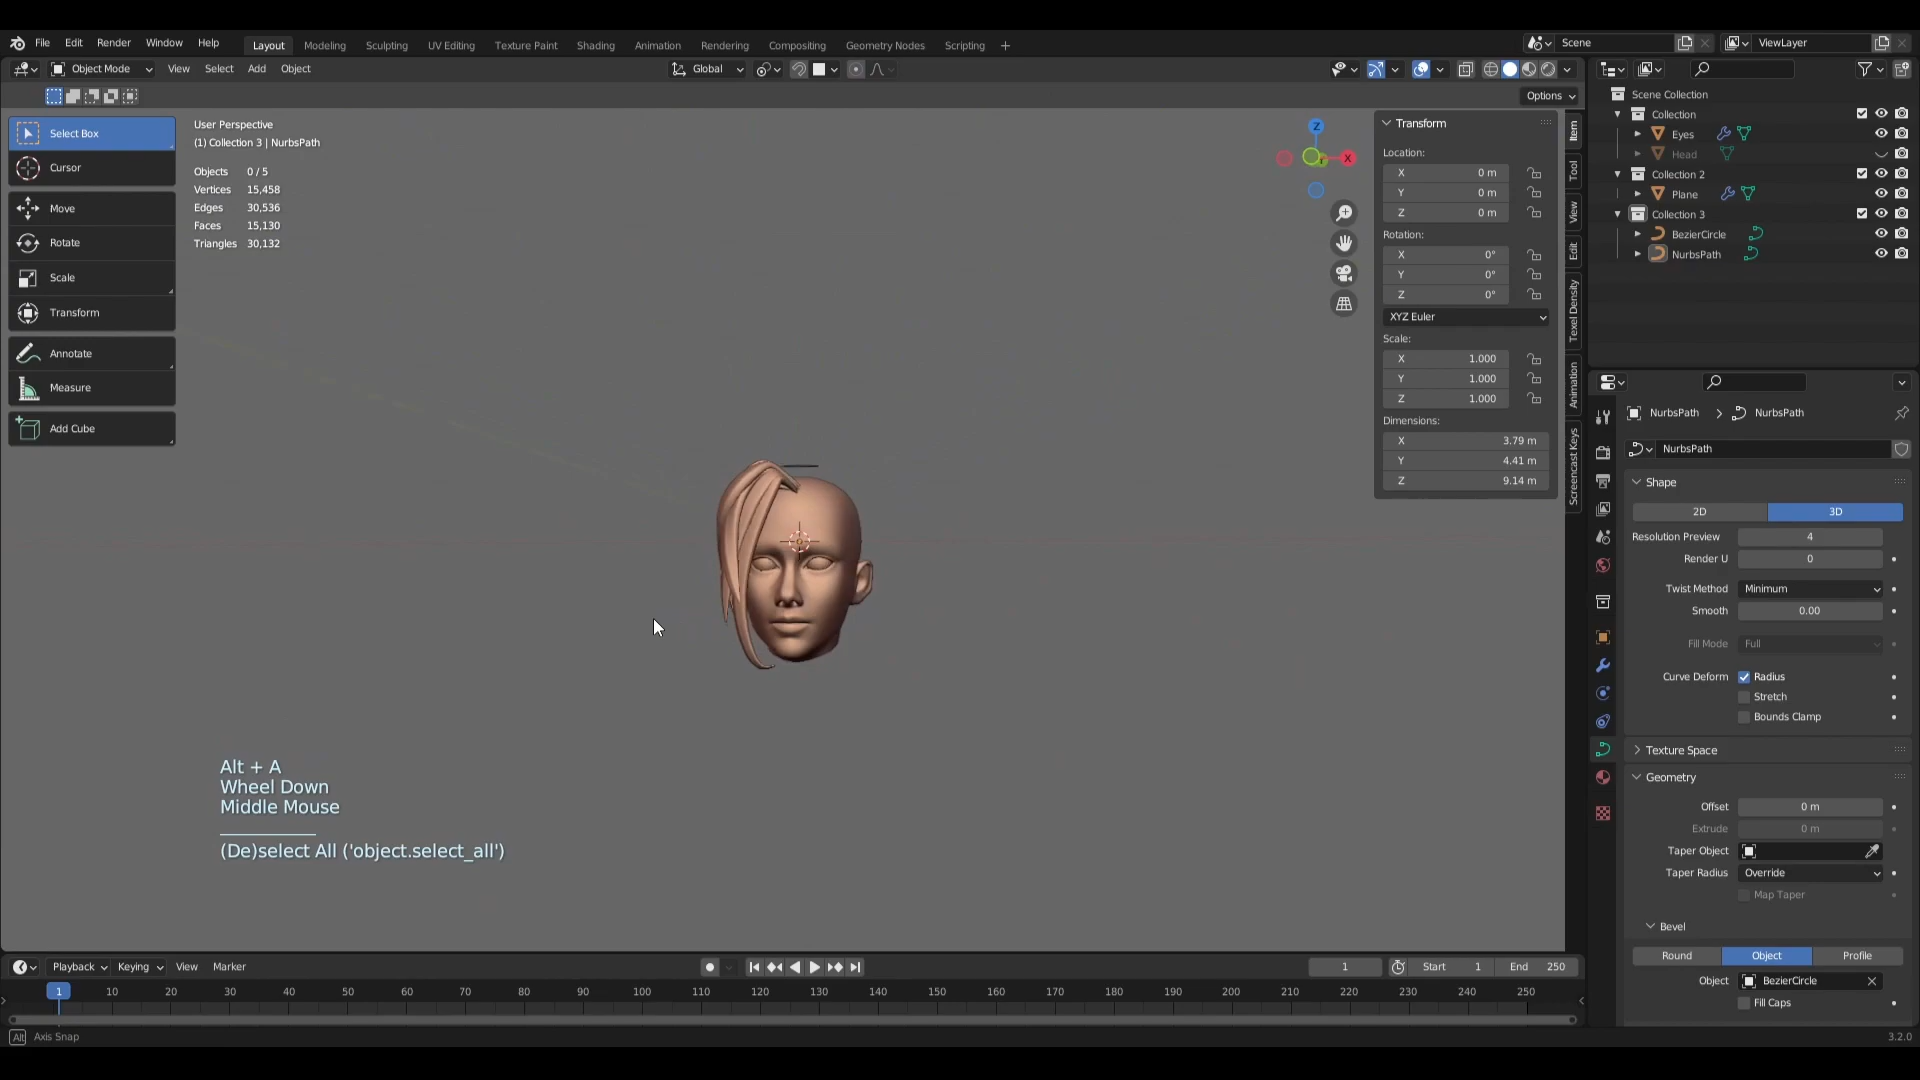 File Edit Render Window Help Layout Modeling Sculpting UV Editing Texture Paint Shading Animation Rendering Compositing Geometry Nodes Scripting + Scene ViewLayer
Object Mode View Select Add Object Global
Options
Select Box
Cursor
Move
Rotate
Scale
Transform
Annotate
Measure
Add Cube
User Perspective
(1) Collection 3 | NurbsPath
Objects 0 / 5
Vertices 15,458
Edges 30,536
Faces 15,130
Triangles 30,132
Z
X
Transform
Location:
X 0 m
Y 0 m
Z 0 m
Rotation:
X 0°
Y 0°
Z 0°
XYZ Euler
Scale:
X 1.000
Y 1.000
Z 1.000
Dimensions:
X 3.79 m
Y 4.41 m
Z 9.14 m
Item
Tool
View
Edit
Texel Density
Animation
Screencast Keys
Scene Collection
Collection
Eyes
Head
Collection 2
Plane
Collection 3
BezierCircle
NurbsPath
NurbsPath > NurbsPath
NurbsPath
Shape
2D 3D
Resolution Preview 4
Render U 0
Twist Method Minimum
Smooth 0.00
Fill Mode Full
Curve Deform Radius
Stretch
Bounds Clamp
Texture Space
Geometry
Offset 0 m
Extrude 0 m
Taper Object
Taper Radius Override
Map Taper
Bevel
Round Object Profile
Object BezierCircle
Fill Caps
Alt + A
Wheel Down
Middle Mouse
(De)select All ('object.select_all')
Playback Keying View Marker 1 Start 1 End 250
1 10 20 30 40 50 60 70 80 90 100 110 120 130 140 150 160 170 180 190 200 210 220 230 240 250
Alt Axis Snap
3.2.0